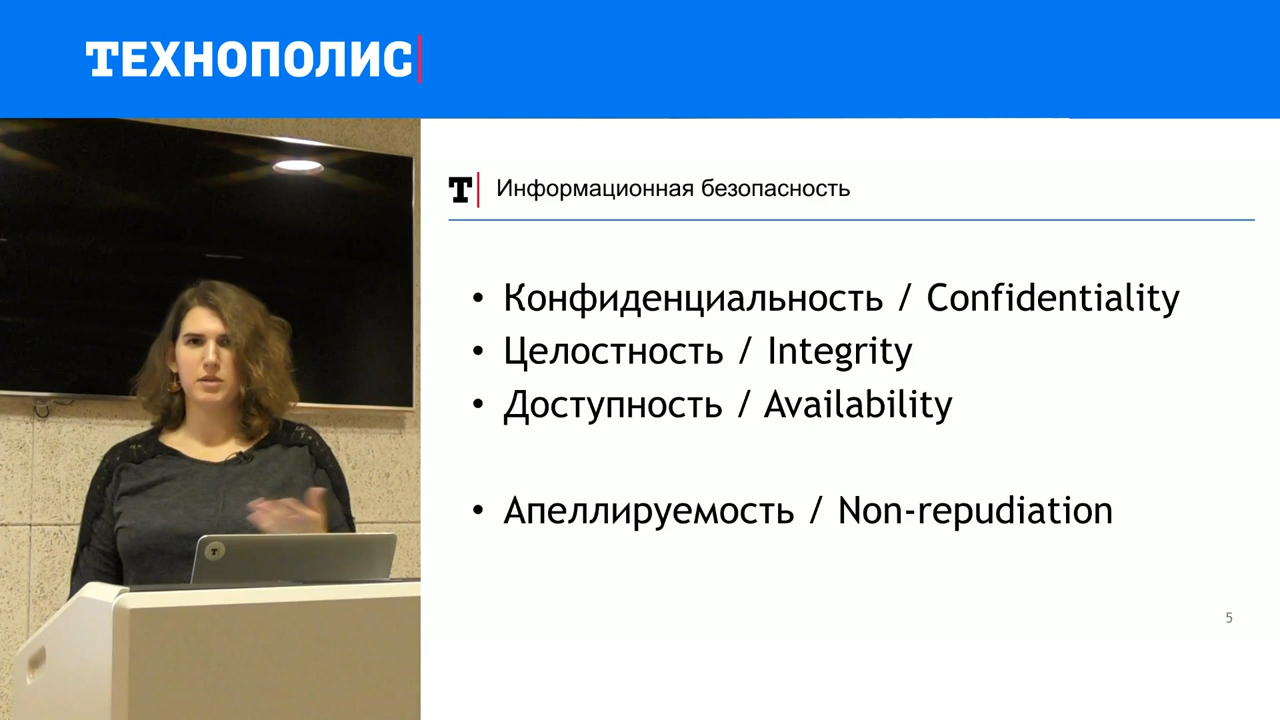 ТЕХНОПОЛИС
Т Информационная безопасность
• Конфиденциальность / Confidentiality
• Целостность / Integrity
• Доступность / Availability
• Апеллируемость / Non-repudiation
5
T